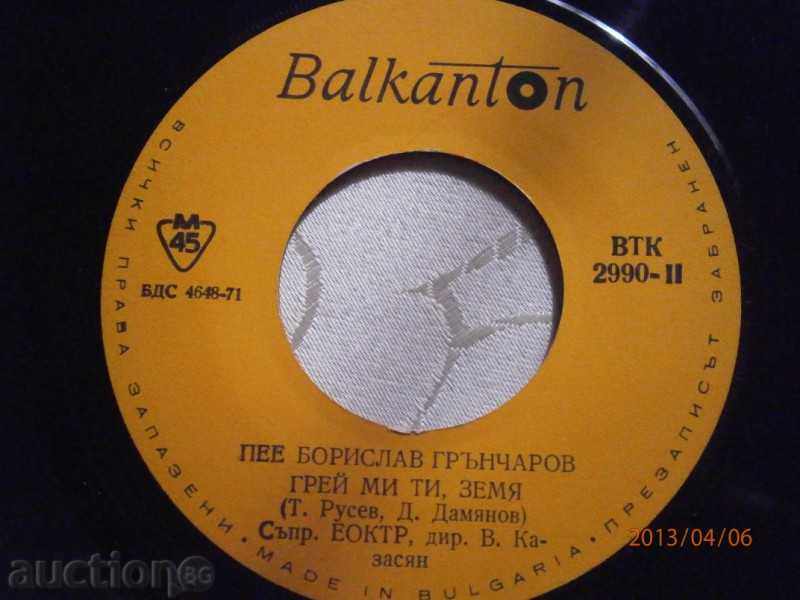 Balkanton
ВСИЧКИ ПРАВА ЗАПАЗЕНИ. MADE IN BULGARIA. ПРЕЗАПИСЪТ ЗАБРАНЕН
М
45
БДС 4648-71
ВТК
2990-II
ПЕЕ БОРИСЛАВ ГРЪНЧАРОВ
ГРЕЙ МИ ТИ, ЗЕМЯ
(Т. Русев, Д. Дамянов)
Съпр. ЕОКТР, дир. В. Ка-
засян
2013/04/06
auction BG